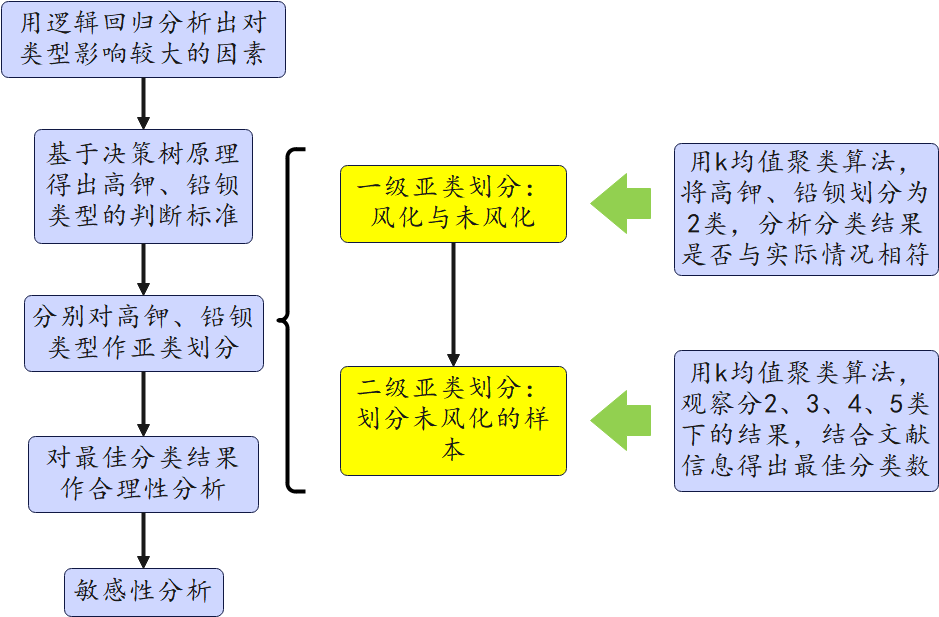 用逻辑回归分析出对
类型影响较大的因素
基于决策树原理
得出高钾、铅钡
类型的判断标准
分别对高钾、铅钡
类型作亚类划分
对最佳分类结果
作合理性分析
敏感性分析
一级亚类划分：
风化与未风化
二级亚类划分：
划分未风化的样
本
用k均值聚类算法，
将高钾、铅钡划分为
2类，分析分类结果
是否与实际情况相符
用k均值聚类算法，
观察分2、3、4、5类
下的结果，结合文献
信息得出最佳分类数